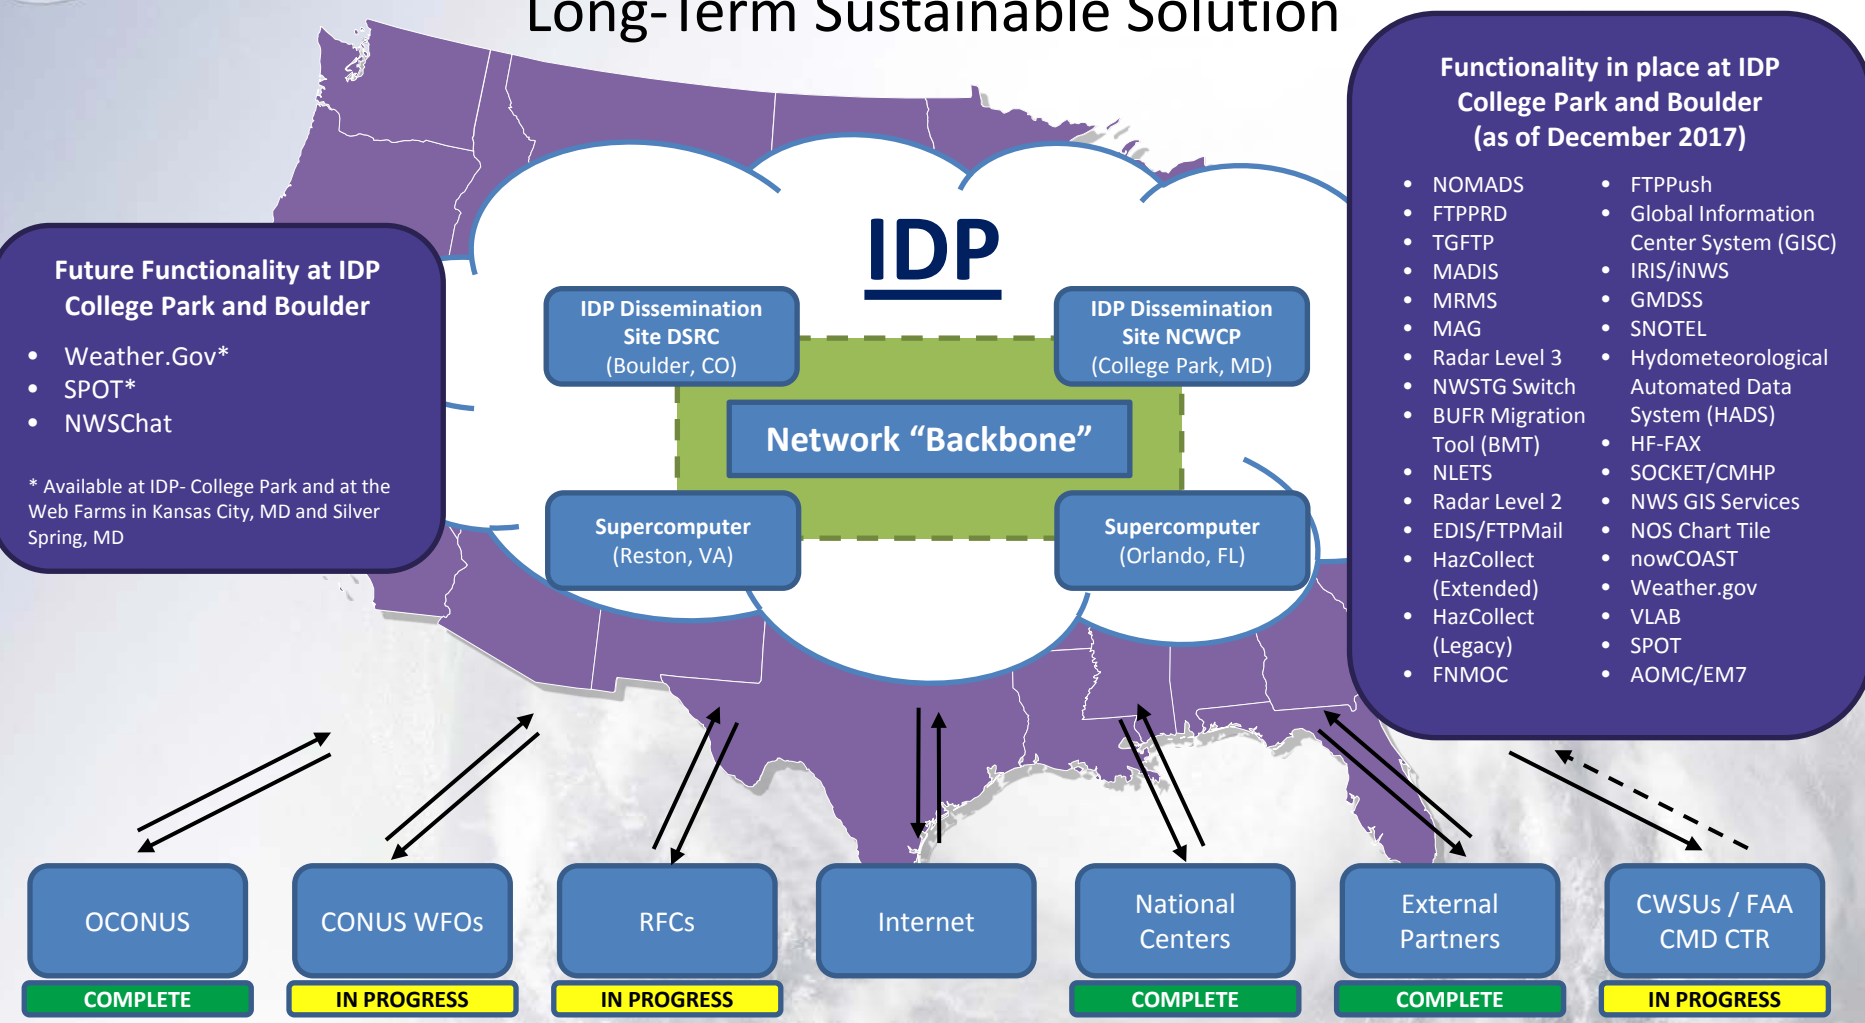 Long-Term Sustainable Solution
Functionality in place at IDP
College Park and Boulder
(as of December 2017)
• NOMADS
• FTPPRD
• TGFTP
• MADIS
• MRMS
• MAG
• Radar Level 3
• NWSTG Switch
• BUFR Migration
Tool (BMT)
• NLETS
• Radar Level 2
• EDIS/FTPMail
• HazCollect
(Extended)
• HazCollect
(Legacy)
• FNMOC
• FTPPush
• Global Information
Center System (GISC)
• IRIS/iNWS
• GMDSS
• SNOTEL
• Hydometeorological
Automated Data
System (HADS)
• HF-FAX
• SOCKET/CMHP
• NWS GIS Services
• NOS Chart Tile
• nowCOAST
• Weather.gov
• VLAB
• SPOT
• AOMC/EM7
Future Functionality at IDP
College Park and Boulder
• Weather.Gov*
• SPOT*
• NWSChat
* Available at IDP- College Park and at the
Web Farms in Kansas City, MD and Silver
Spring, MD
IDP
IDP Dissemination
Site DSRC
(Boulder, CO)
IDP Dissemination
Site NCWCP
(College Park, MD)
Network “Backbone”
Supercomputer
(Reston, VA)
Supercomputer
(Orlando, FL)
OCONUS
COMPLETE
CONUS WFOs
IN PROGRESS
RFCs
IN PROGRESS
Internet
National
Centers
COMPLETE
External
Partners
COMPLETE
CWSUs / FAA
CMD CTR
IN PROGRESS